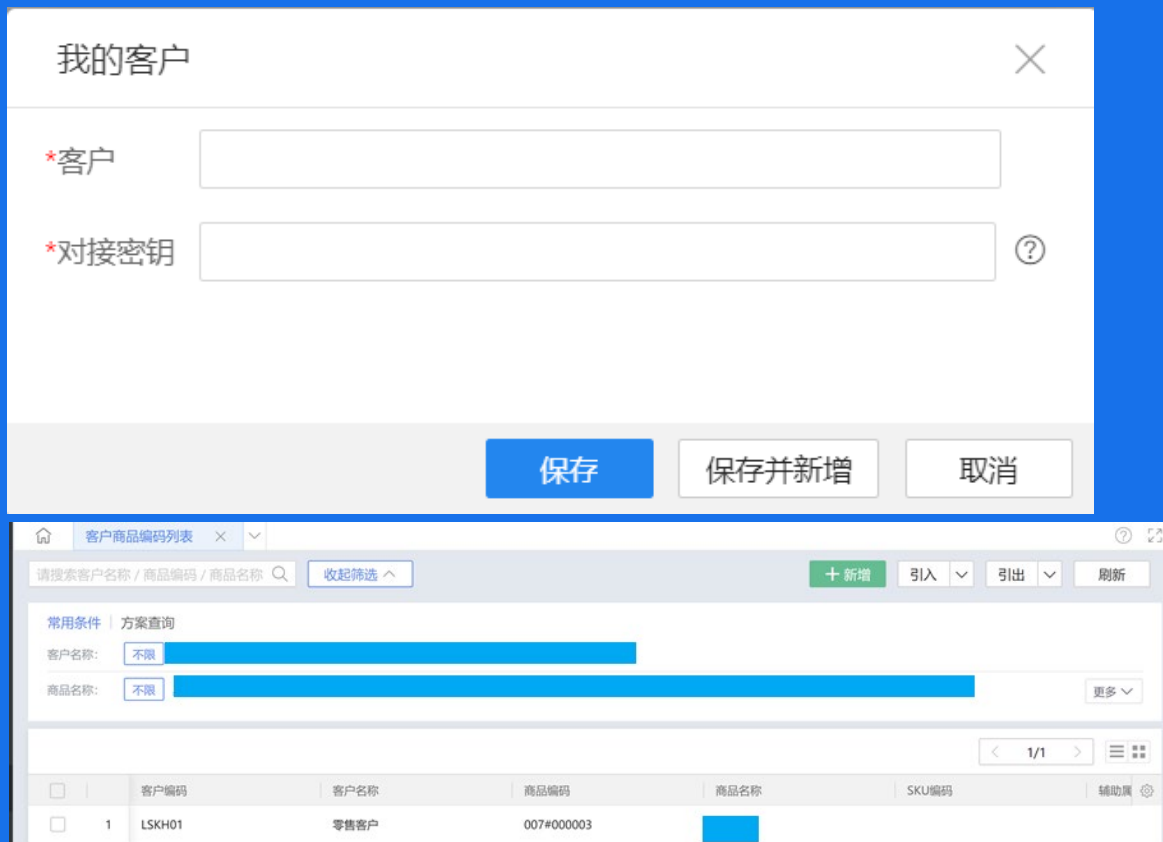 我的客户
*客户
*对接密钥
保存 保存并新增 取消
客户商品编码列表
请搜索客户名称 / 商品编码 / 商品名称 收起筛选 新增 引入 引出 刷新
常用条件 方案查询
客户名称: 不限
商品名称: 不限 更多
1/1
客户编码 客户名称 商品编码 商品名称 SKU编码 辅助属
1 LSKH01 零售客户 007#000003